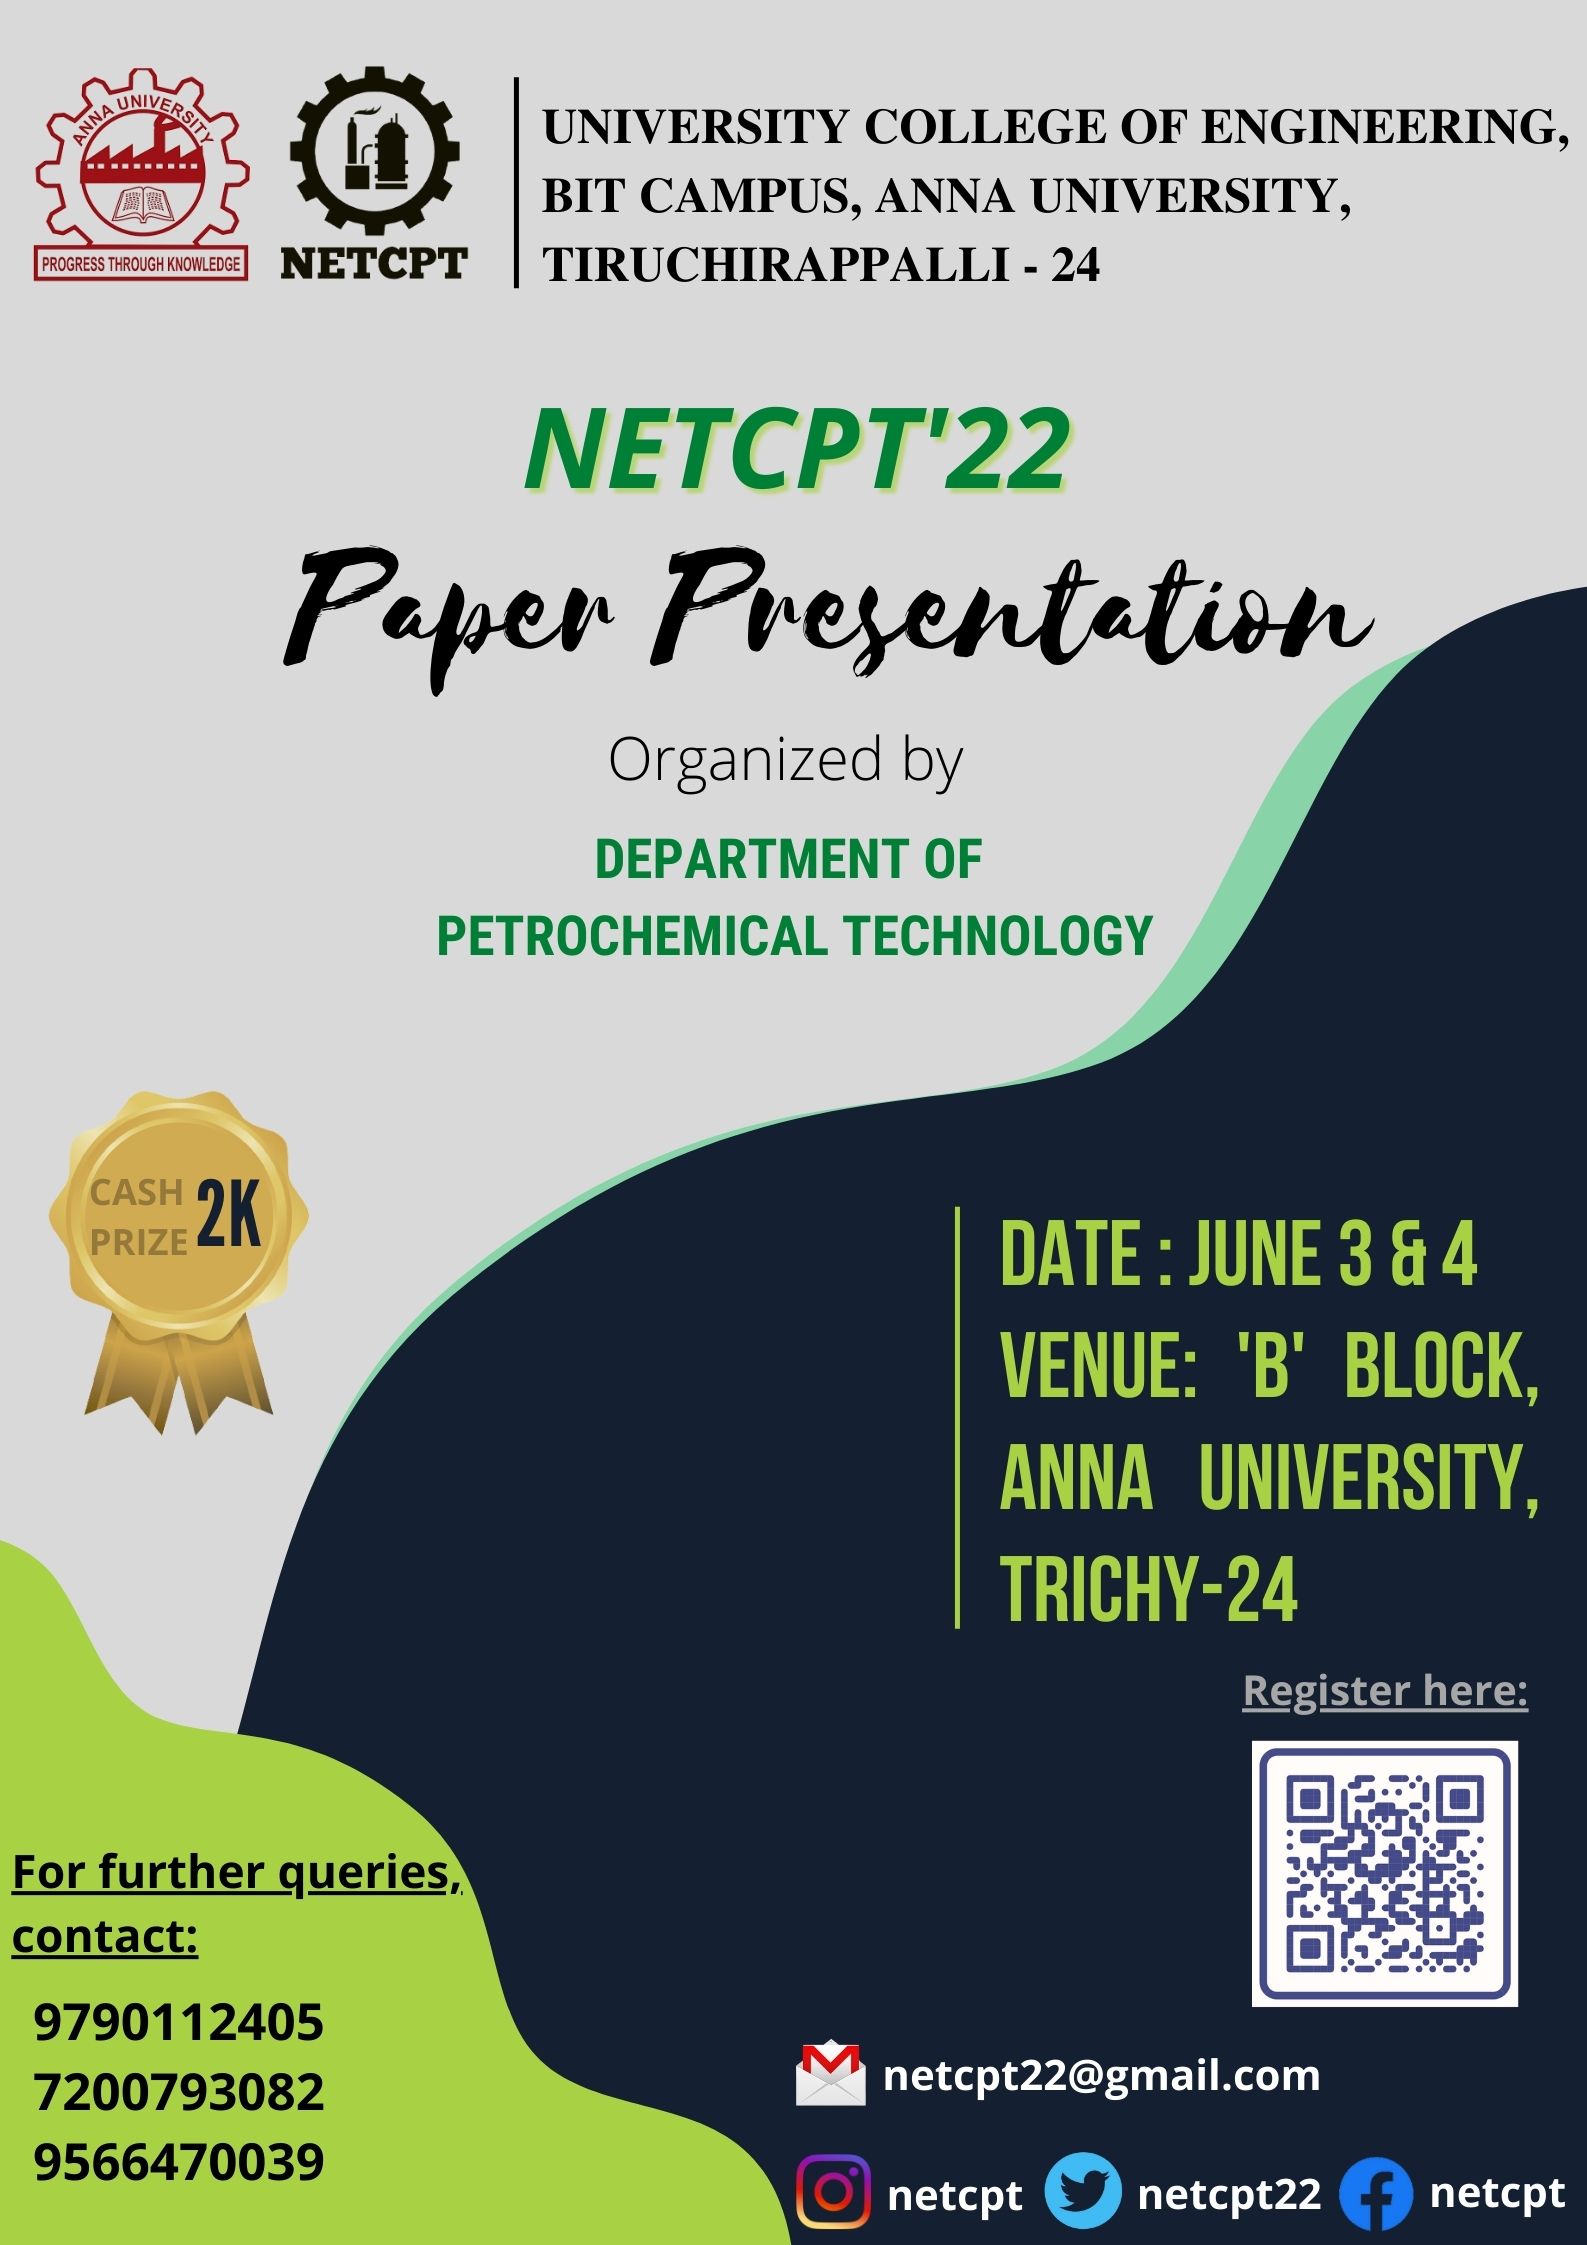 ANNA UNIVERSITY
PROGRESS THROUGH KNOWLEDGE
NETCPT
UNIVERSITY COLLEGE OF ENGINEERING,
BIT CAMPUS, ANNA UNIVERSITY,
TIRUCHIRAPPALLI - 24
NETCPT'22
Paper Presentation
Organized by
DEPARTMENT OF
PETROCHEMICAL TECHNOLOGY
CASH
PRIZE 2K
DATE : JUNE 3 & 4
VENUE: 'B' BLOCK,
ANNA UNIVERSITY,
TRICHY-24
Register here:
For further queries,
contact:
9790112405
7200793082
9566470039
netcpt22@gmail.com
netcpt netcpt22 netcpt